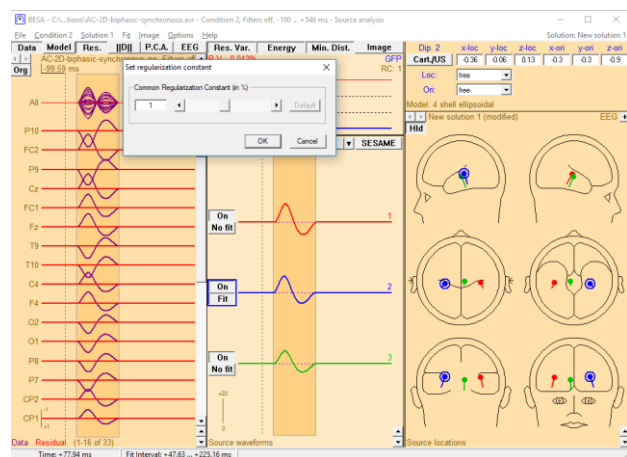 BESA - C:\...tions\AC-2D-biphasic-synchronous.avr - Condition 2, Filters off, -100 ... +546 ms - Source analysis
File Condition 2 Solution 1 Fit Image Options Help Solution: New solution 1
Data Model Res. ||D|| P.C.A. EEG Res. Var. Energy Min. Dist. Image
Dip. 2 x-loc y-loc z-loc x-ori y-ori z-ori
Cart./US -0.36 -0.06 0.13 -0.3 -0.3 -0.9
Loc: free
Ori: free
Model: 4 shell ellipsoidal
Org
-99.59 ms
GFP
RC: 1
Set regularization constant
Common Regularization Constant (in %)
1 Default
OK Cancel
SESAME
New solution 1 (modified) EEG +
Hld
All
P10
FC2
P9
Cz
FC1
Fz
T9
T10
C4
F4
O2
O1
P8
P7
CP2
CP1
-1
+1
On
No fit
1
On
Fit
2
On
No fit
3
+20
0
Data Residual (1-16 of 33)
Source waveforms
Source locations
Time: +77.94 ms
Fit Interval: +47.63 ... +225.16 ms